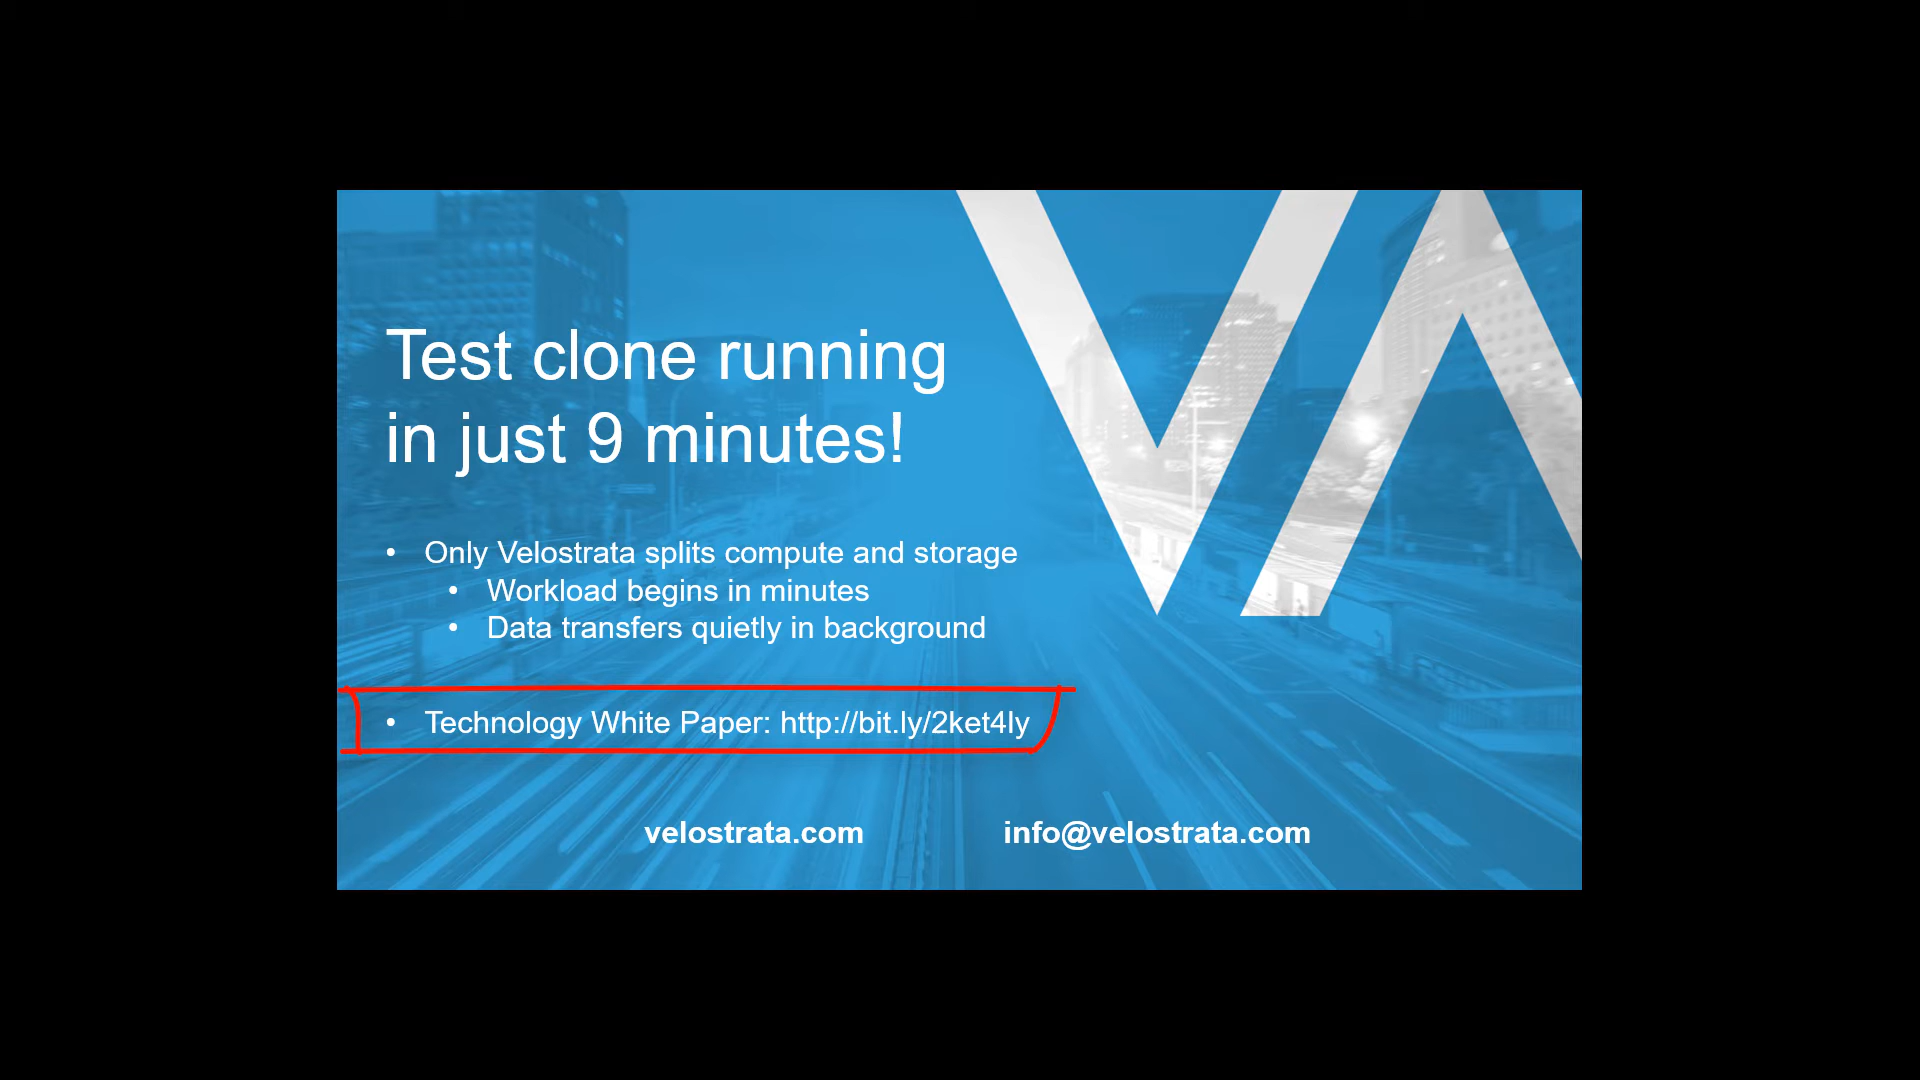 Test clone running
in just 9 minutes!
• Only Velostrata splits compute and storage
• Workload begins in minutes
• Data transfers quietly in background
• Technology White Paper: http://bit.ly/2ket4ly
velostrata.com info@velostrata.com